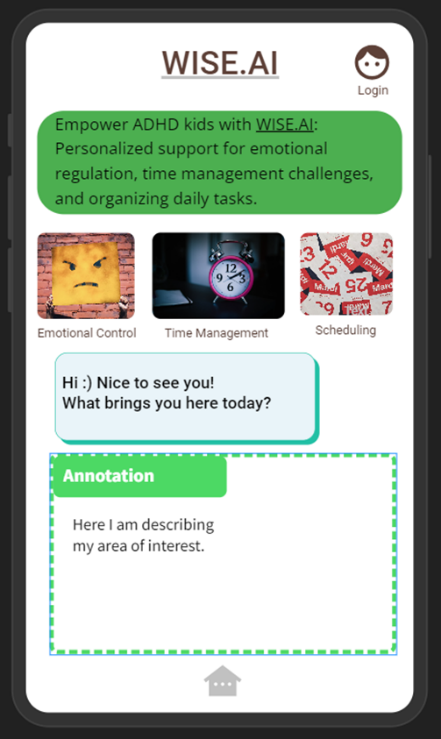 WISE.AI
Login
Empower ADHD kids with WISE.AI:
Personalized support for emotional
regulation, time management challenges,
and organizing daily tasks.
Emotional Control
Time Management
Scheduling
Hi :) Nice to see you!
What brings you here today?
Annotation
Here I am describing
my area of interest.